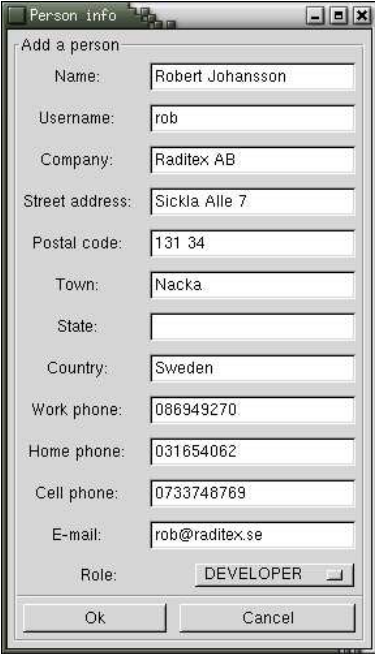 Person info
Add a person
Name: Robert Johansson
Username: rob
Company: Raditex AB
Street address: Sickla Alle 7
Postal code: 131 34
Town: Nacka
State:
Country: Sweden
Work phone: 086949270
Home phone: 031654062
Cell phone: 0733748769
E-mail: rob@raditex.se
Role: DEVELOPER
Ok Cancel